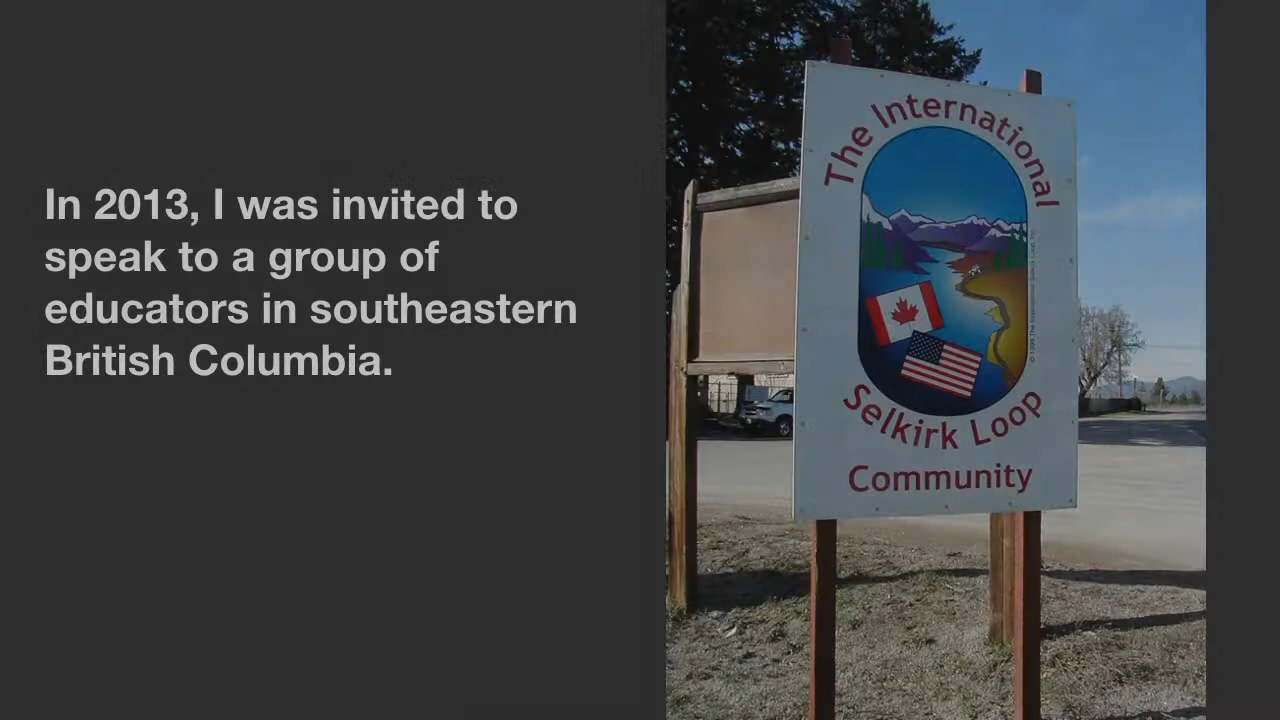 In 2013, I was invited to
speak to a group of
educators in southeastern
British Columbia.
The International
Selkirk Loop
Community